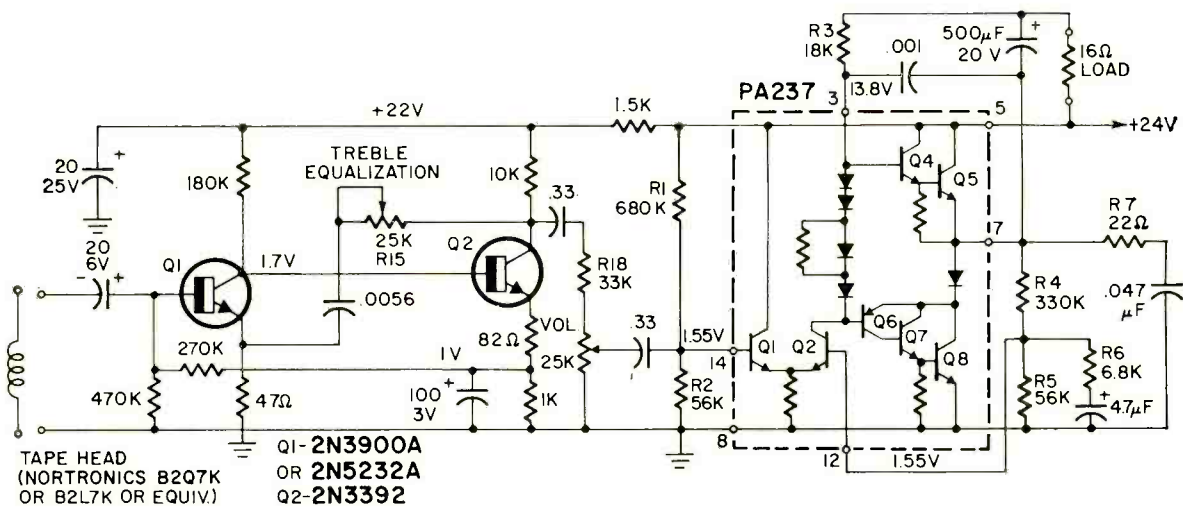 R3
18K
.001
13.8V
500µF
20 V
+
16Ω
LOAD
PA237
3
5
+24V
+22V
1.5K
20
25V
+
180K
TREBLE
EQUALIZATION
25K
R15
10K
.33
R1
680K
Q4
Q5
7
R7
22Ω
20
6V
-
+
Q1
1.7V
Q2
R18
33K
.0056
R4
330K
.047
µF
270K
82Ω
VOL
25K
.33
1.55V
14
Q1
Q2
Q6
Q7
Q8
1V
470K
47Ω
100
3V
+
1K
R2
56K
8
R5
56K
R6
6.8K
+
4.7µF
12
1.55V
TAPE HEAD
(NORTRONICS B2Q7K
OR B2L7K OR EQUIV.)
Q1-2N3900A
OR 2N5232A
Q2-2N3392